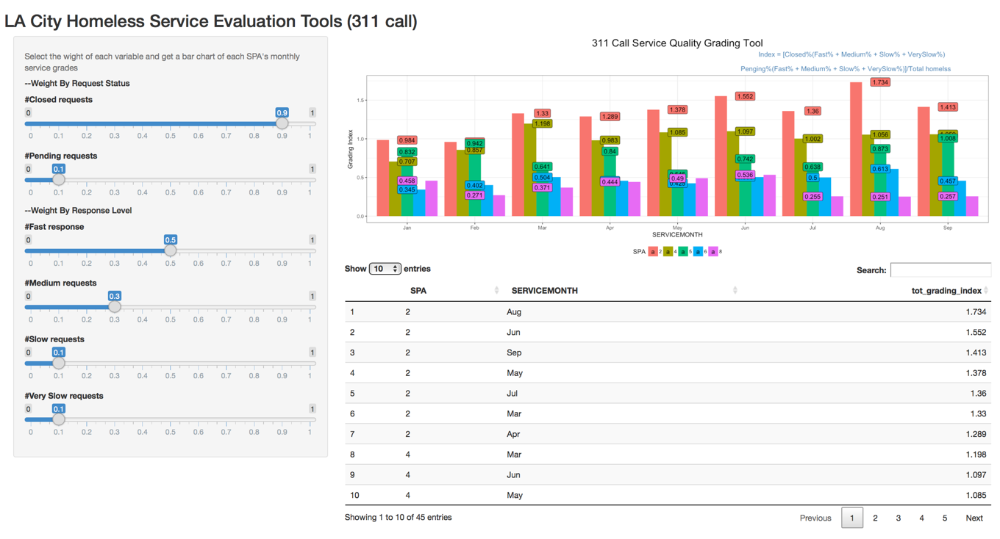 LA City Homeless Service Evaluation Tools (311 call)
Select the wight of each variable and get a bar chart of each SPA's monthly
service grades
--Weight By Request Status
#Closed requests
0 0.9 1
0 0.1 0.2 0.3 0.4 0.5 0.6 0.7 0.8 0.9 1
#Pending requests
0 0.1 1
0 0.1 0.2 0.3 0.4 0.5 0.6 0.7 0.8 0.9 1
--Weight By Response Level
#Fast response
0 0.5 1
0 0.1 0.2 0.3 0.4 0.5 0.6 0.7 0.8 0.9 1
#Medium requests
0 0.3 1
0 0.1 0.2 0.3 0.4 0.5 0.6 0.7 0.8 0.9 1
#Slow requests
0 0.1 1
0 0.1 0.2 0.3 0.4 0.5 0.6 0.7 0.8 0.9 1
#Very Slow requests
0 0.1 1
0 0.1 0.2 0.3 0.4 0.5 0.6 0.7 0.8 0.9 1
311 Call Service Quality Grading Tool
Index = [Closed%(Fast% + Medium% + Slow% + VerySlow%)
Penging%(Fast% + Medium% + Slow% + VerySlow%)]/Total homelss
Grading Index
1.5
1.0
0.5
0.0
0.984 0.832 0.707 0.458 0.345
0.942 0.857 0.402 0.271
1.33 1.198 0.641 0.504 0.371
1.289 0.983 0.84 0.444
1.378 1.085 0.49 0.425
1.552 1.097 0.742 0.536
1.36 1.002 0.638 0.5 0.255
1.734 1.056 0.873 0.613 0.251
1.413 1.008 0.457 0.257
Jan Feb Mar Apr May Jun Jul Aug Sep
SERVICEMONTH
SPA a 2 a 4 a 5 a 6 a 8
Show 10 entries
Search:
SPA SERVICEMONTH tot_grading_index
1 2 Aug 1.734
2 2 Jun 1.552
3 2 Sep 1.413
4 2 May 1.378
5 2 Jul 1.36
6 2 Mar 1.33
7 2 Apr 1.289
8 4 Mar 1.198
9 4 Jun 1.097
10 4 May 1.085
Showing 1 to 10 of 45 entries
Previous 1 2 3 4 5 Next